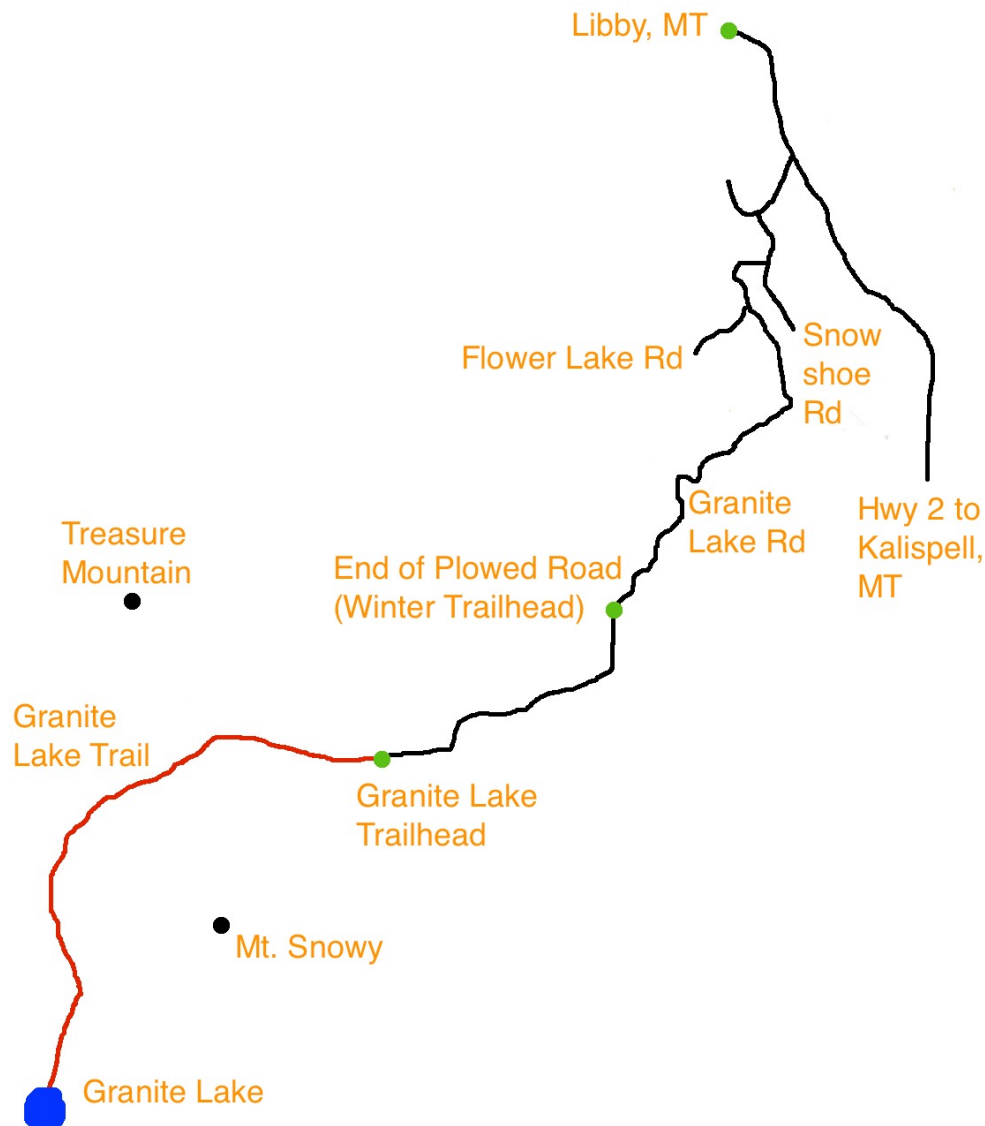 Libby, MT
Flower Lake Rd
Snow
shoe
Rd
Granite
Lake Rd
Hwy 2 to
Kalispell,
MT
Treasure
Mountain
End of Plowed Road
(Winter Trailhead)
Granite
Lake Trail
Granite Lake
Trailhead
Mt. Snowy
Granite Lake